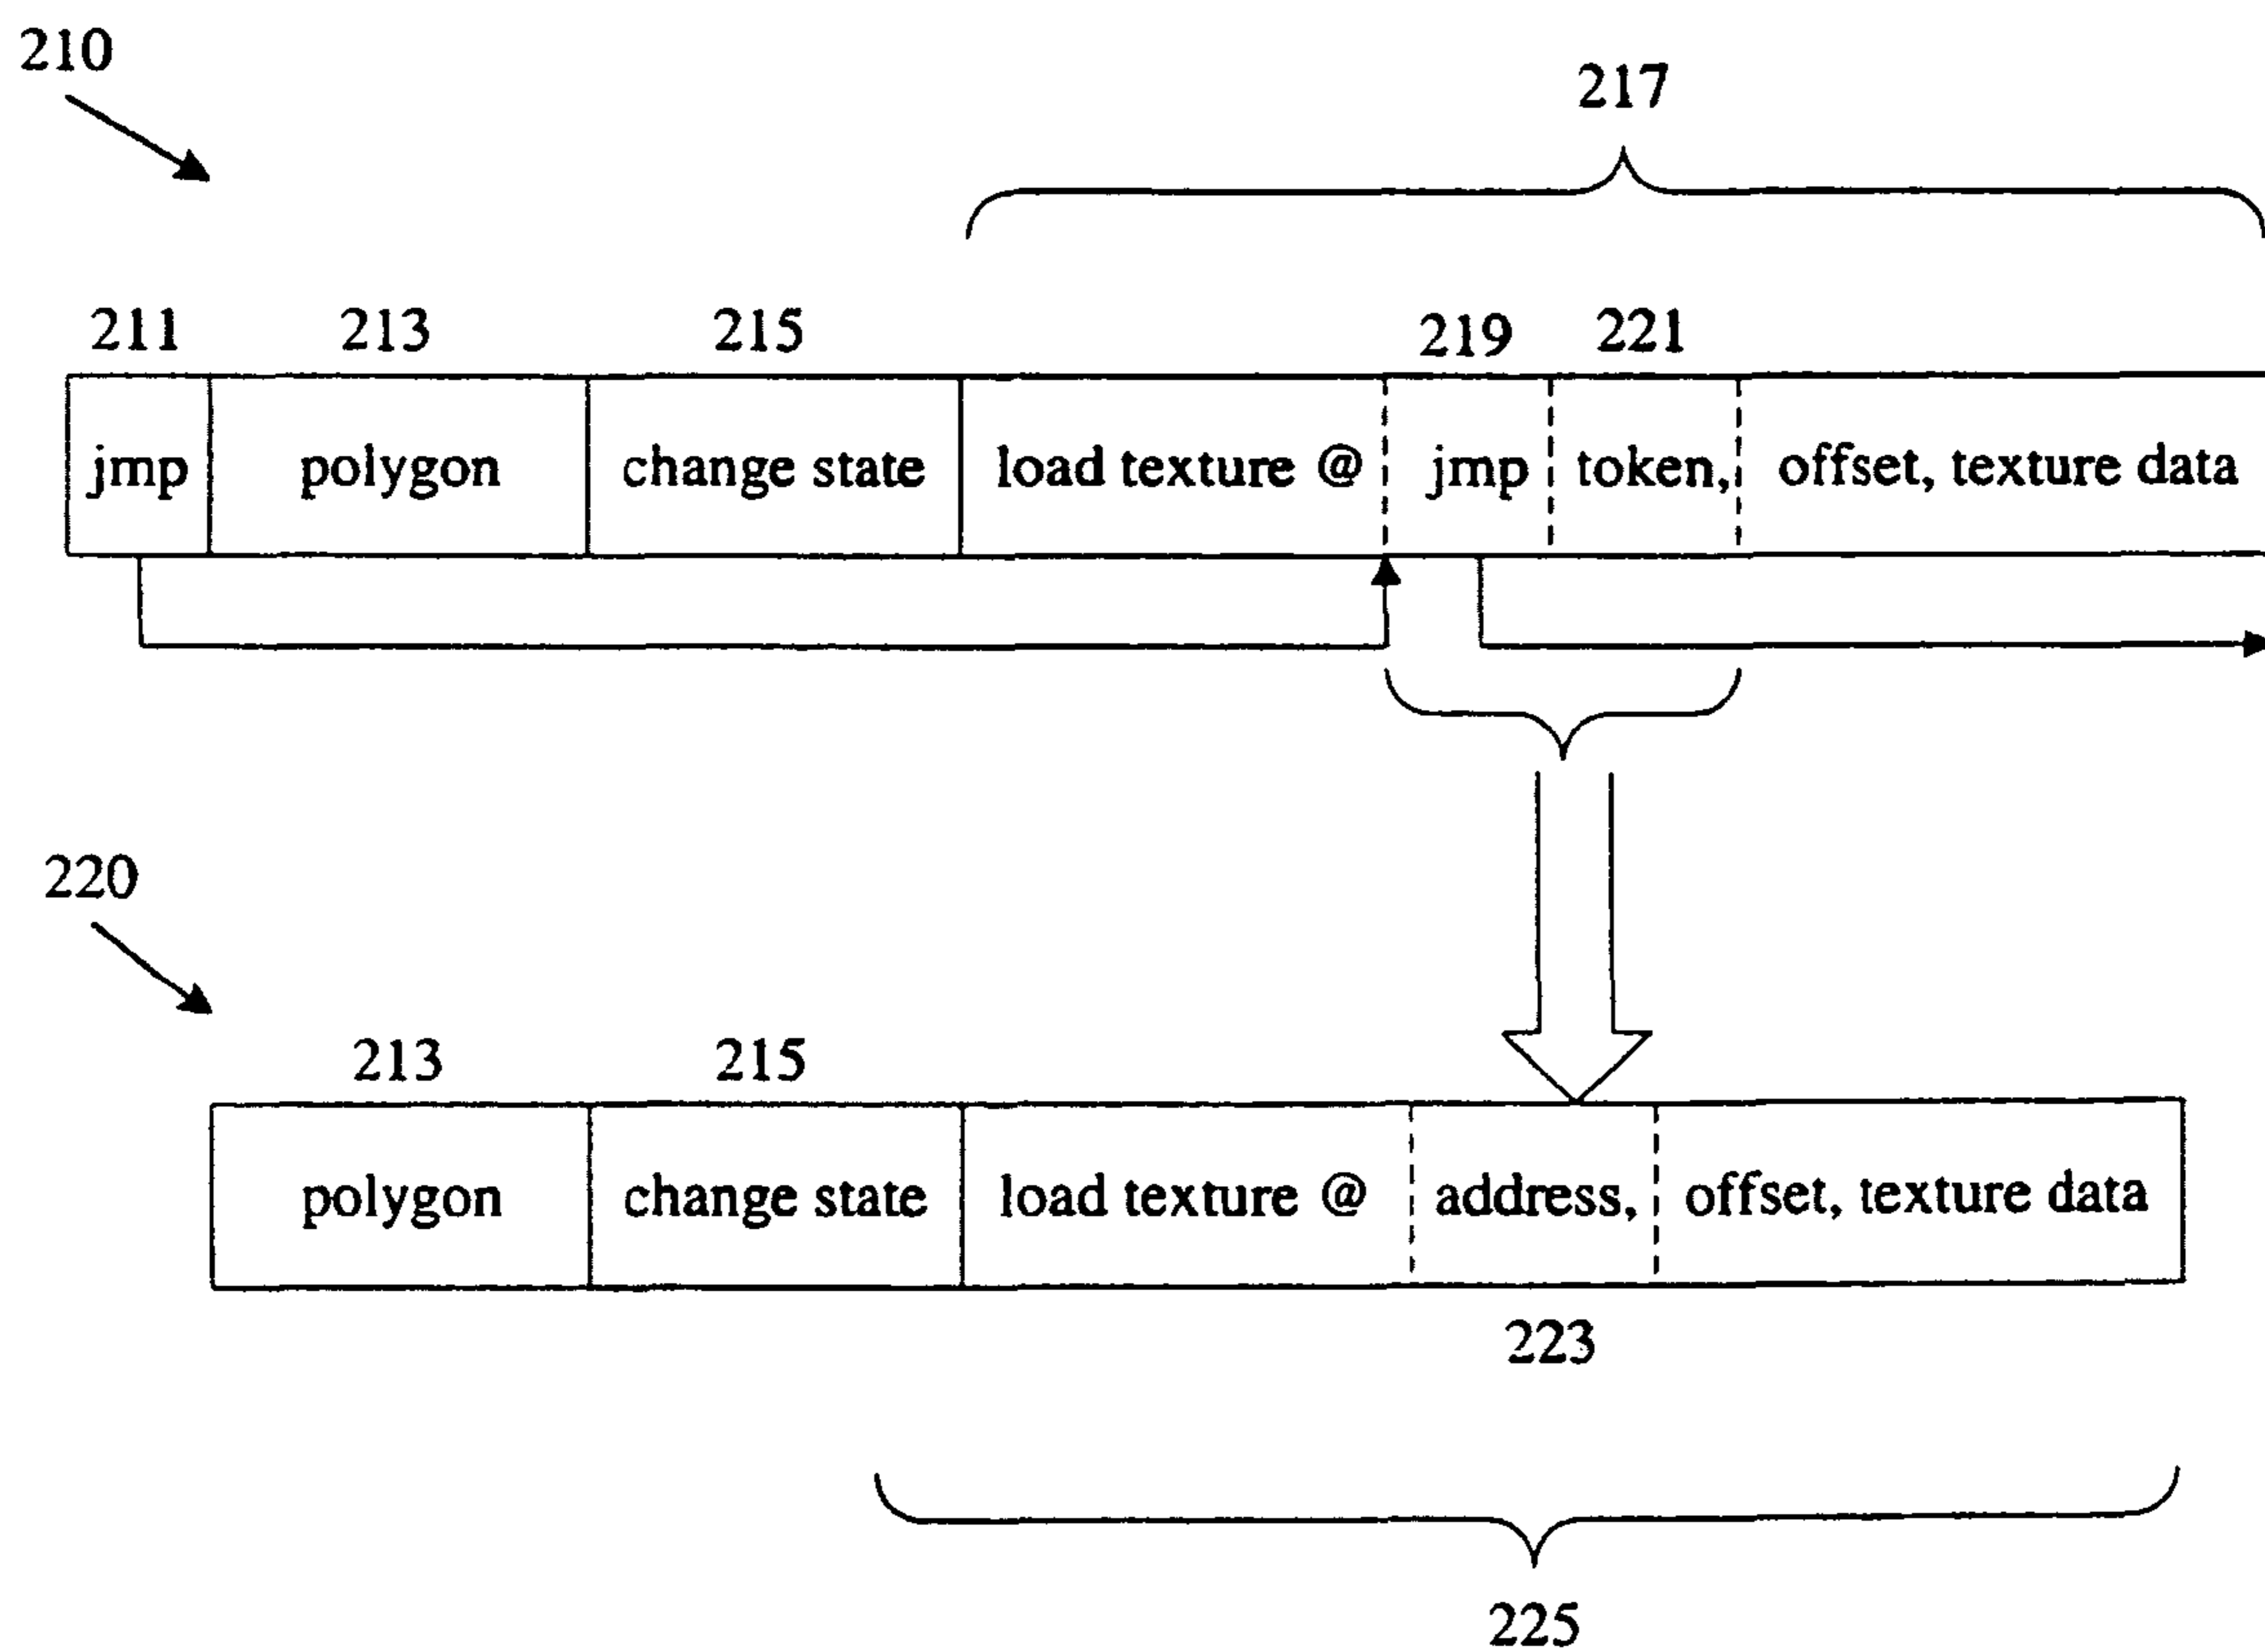 210
217
211 213 215 219 221
jmp polygon change state load texture @ jmp token, offset, texture data
220
213 215
polygon change state load texture @ address, offset, texture data
223
225